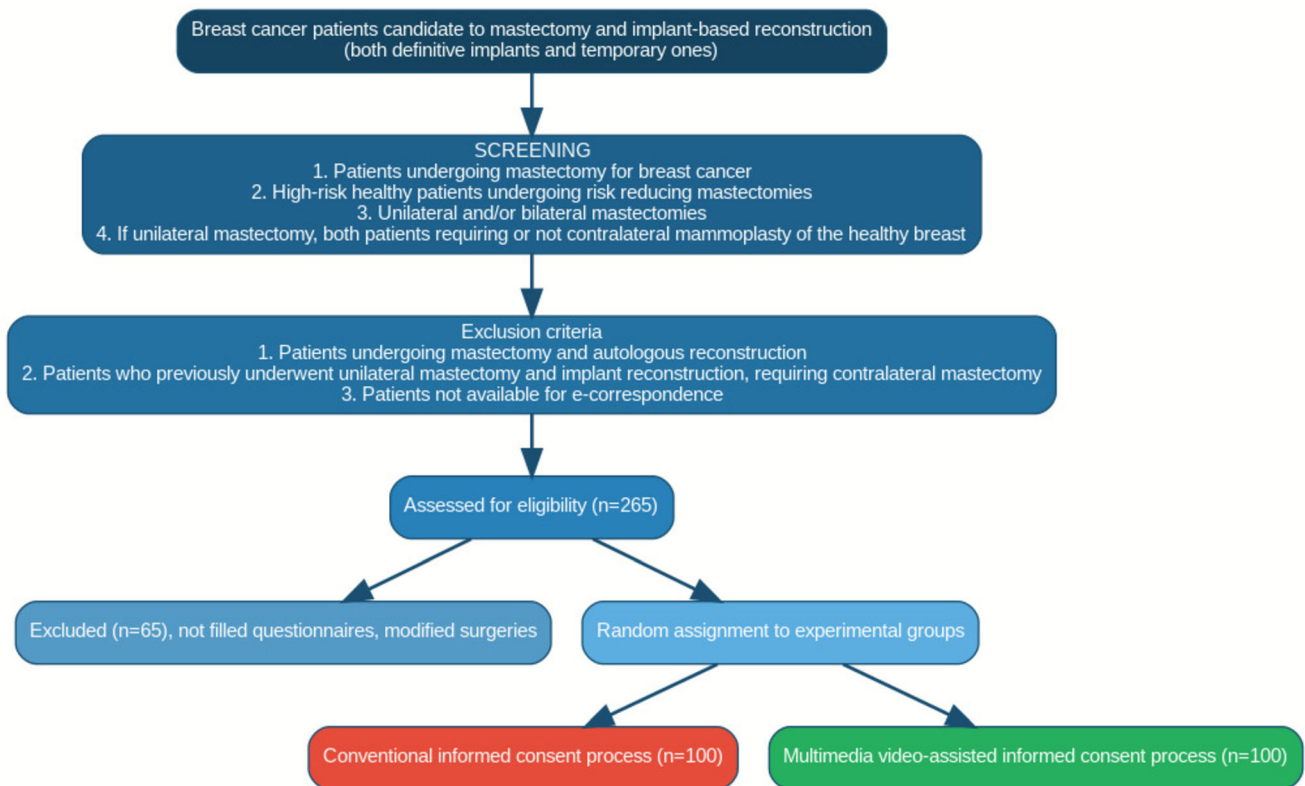 Breast cancer patients candidate to mastectomy and implant-based reconstruction
(both definitive implants and temporary ones)
SCREENING
1. Patients undergoing mastectomy for breast cancer
2. High-risk healthy patients undergoing risk reducing mastectomies
3. Unilateral and/or bilateral mastectomies
4. If unilateral mastectomy, both patients requiring or not contralateral mammoplasty of the healthy breast
Exclusion criteria
1. Patients undergoing mastectomy and autologous reconstruction
2. Patients who previously underwent unilateral mastectomy and implant reconstruction, requiring contralateral mastectomy
3. Patients not available for e-correspondence
Assessed for eligibility (n=265)
Excluded (n=65), not filled questionnaires, modified surgeries
Random assignment to experimental groups
Conventional informed consent process (n=100)
Multimedia video-assisted informed consent process (n=100)